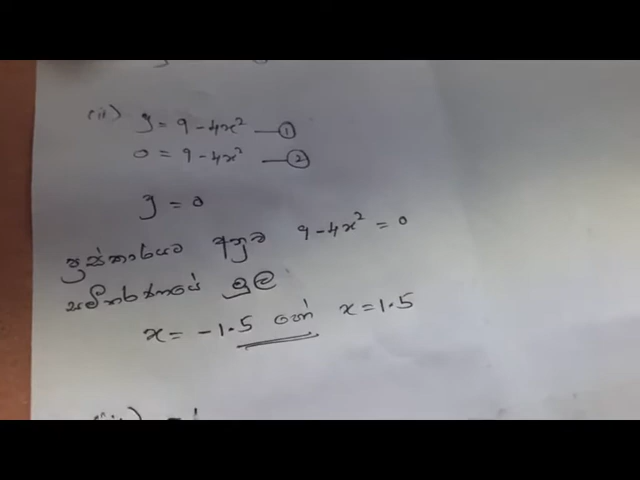 (ii) y = 9 - 4x² —①
0 = 9 - 4x² —②
y = 0
ප්‍රස්තාරයට අනුව 9 - 4x² = 0
සමීකරණයේ මූල
x = -1.5 හෝ x = 1.5